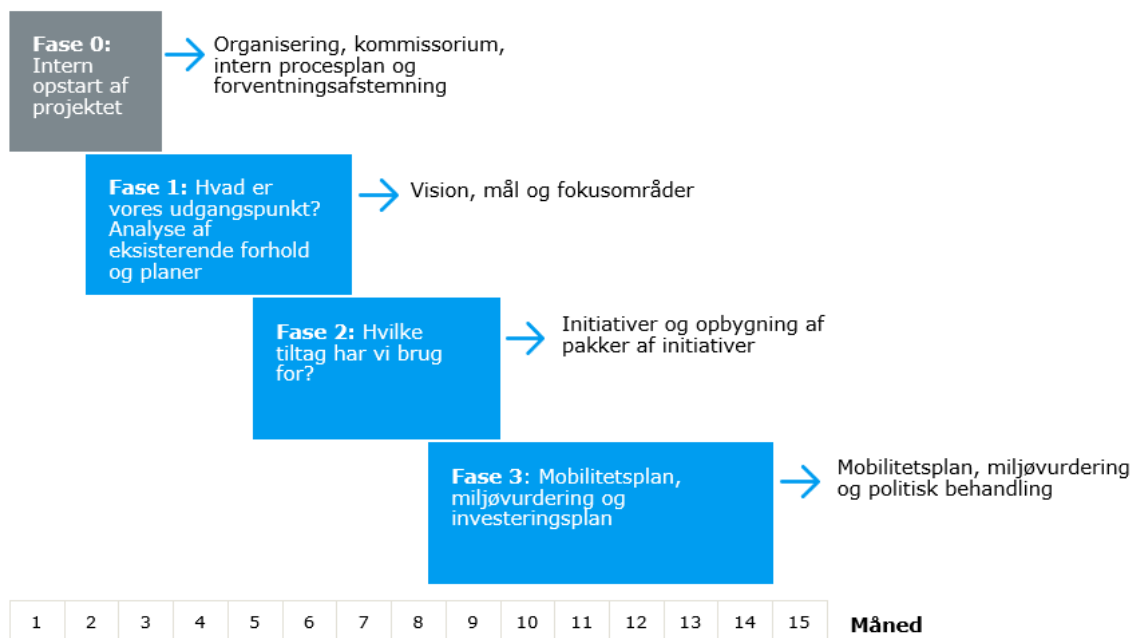 Fase 0:
Intern
opstart af
projektet
Organisering, kommissorium,
intern procesplan og
forventningsafstemning
Fase 1: Hvad er
vores udgangspunkt?
Analyse af
eksisterende forhold
og planer
Vision, mål og fokusområder
Fase 2: Hvilke
tiltag har vi brug
for?
Initiativer og opbygning af
pakker af initiativer
Fase 3: Mobilitetsplan,
miljøvurdering og
investeringsplan
Mobilitetsplan, miljøvurdering
og politisk behandling
1 2 3 4 5 6 7 8 9 10 11 12 13 14 15 Måned